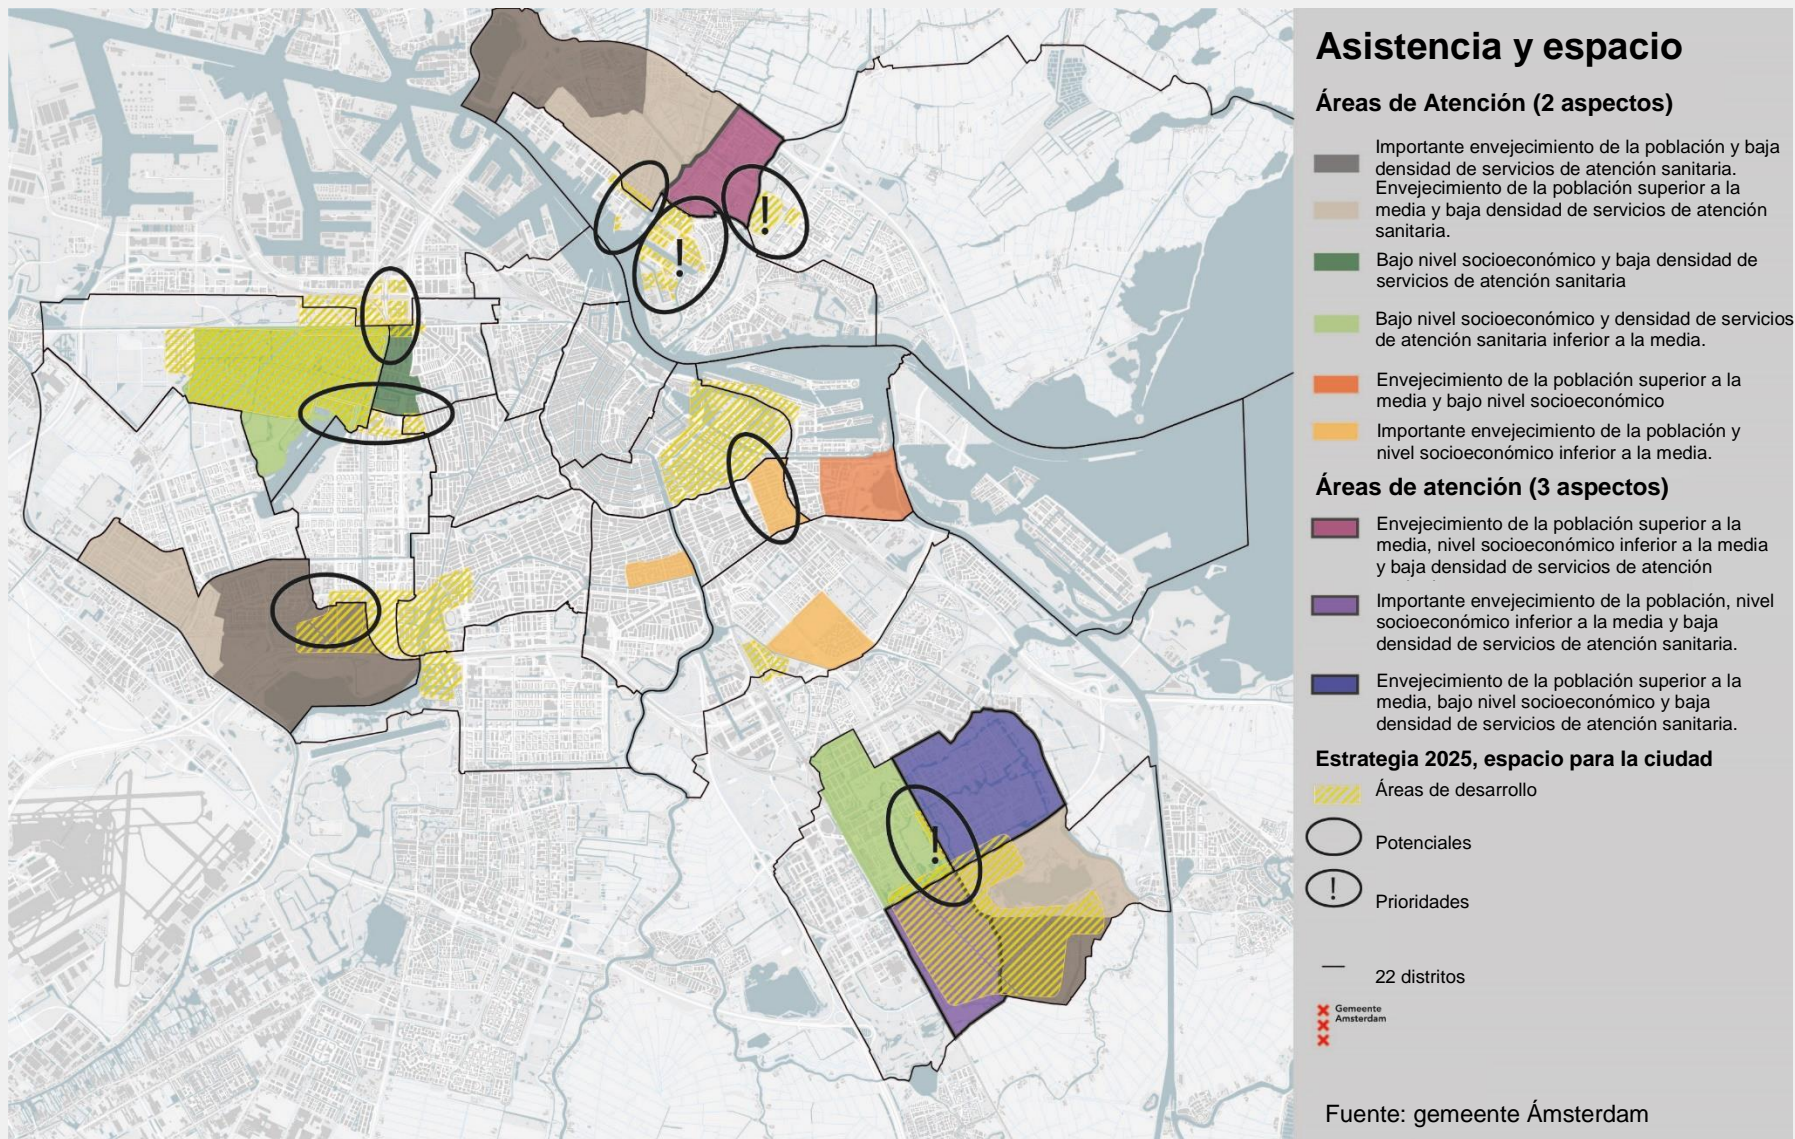 Asistencia y espacio
Áreas de Atención (2 aspectos)
Importante envejecimiento de la población y baja
densidad de servicios de atención sanitaria.
Envejecimiento de la población superior a la
media y baja densidad de servicios de atención
sanitaria.
Bajo nivel socioeconómico y baja densidad de
servicios de atención sanitaria
Bajo nivel socioeconómico y densidad de servicios
de atención sanitaria inferior a la media.
Envejecimiento de la población superior a la
media y bajo nivel socioeconómico
Importante envejecimiento de la población y
nivel socioeconómico inferior a la media.
Áreas de atención (3 aspectos)
Envejecimiento de la población superior a la
media, nivel socioeconómico inferior a la media
y baja densidad de servicios de atención
Importante envejecimiento de la población, nivel
socioeconómico inferior a la media y baja
densidad de servicios de atención sanitaria.
Envejecimiento de la población superior a la
media, bajo nivel socioeconómico y baja
densidad de servicios de atención sanitaria.
Estrategia 2025, espacio para la ciudad
Áreas de desarrollo
Potenciales
!
Prioridades
22 distritos
Gemeente
Amsterdam
Fuente: gemeente Ámsterdam
!
!
!